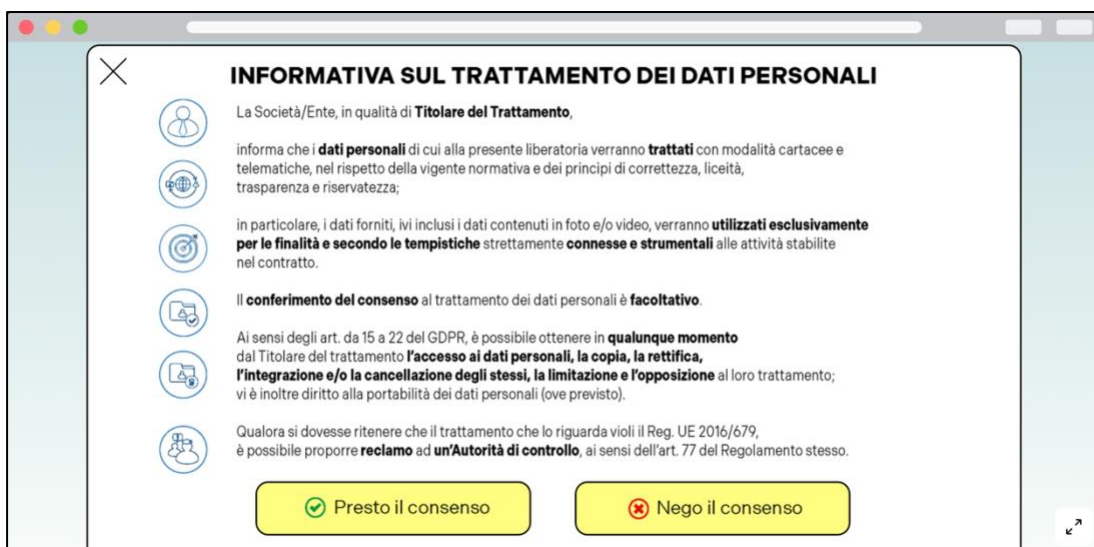 INFORMATIVA SUL TRATTAMENTO DEI DATI PERSONALI
La Società/Ente, in qualità di Titolare del Trattamento,
informa che i dati personali di cui alla presente liberatoria verranno trattati con modalità cartacee e
telematiche, nel rispetto della vigente normativa e dei principi di correttezza, liceità,
trasparenza e riservatezza;
in particolare, i dati forniti, ivi inclusi i dati contenuti in foto e/o video, verranno utilizzati esclusivamente
per le finalità e secondo le tempistiche strettamente connesse e strumentali alle attività stabilite
nel contratto.
Il conferimento del consenso al trattamento dei dati personali è facoltativo.
Ai sensi degli art. da 15 a 22 del GDPR, è possibile ottenere in qualunque momento
dal Titolare del trattamento l'accesso ai dati personali, la copia, la rettifica,
l'integrazione e/o la cancellazione degli stessi, la limitazione e l'opposizione al loro trattamento;
vi è inoltre diritto alla portabilità dei dati personali (ove previsto).
Qualora si dovesse ritenere che il trattamento che lo riguarda violi il Reg. UE 2016/679,
è possibile proporre reclamo ad un'Autorità di controllo, ai sensi dell'art. 77 del Regolamento stesso.
Presto il consenso
Nego il consenso